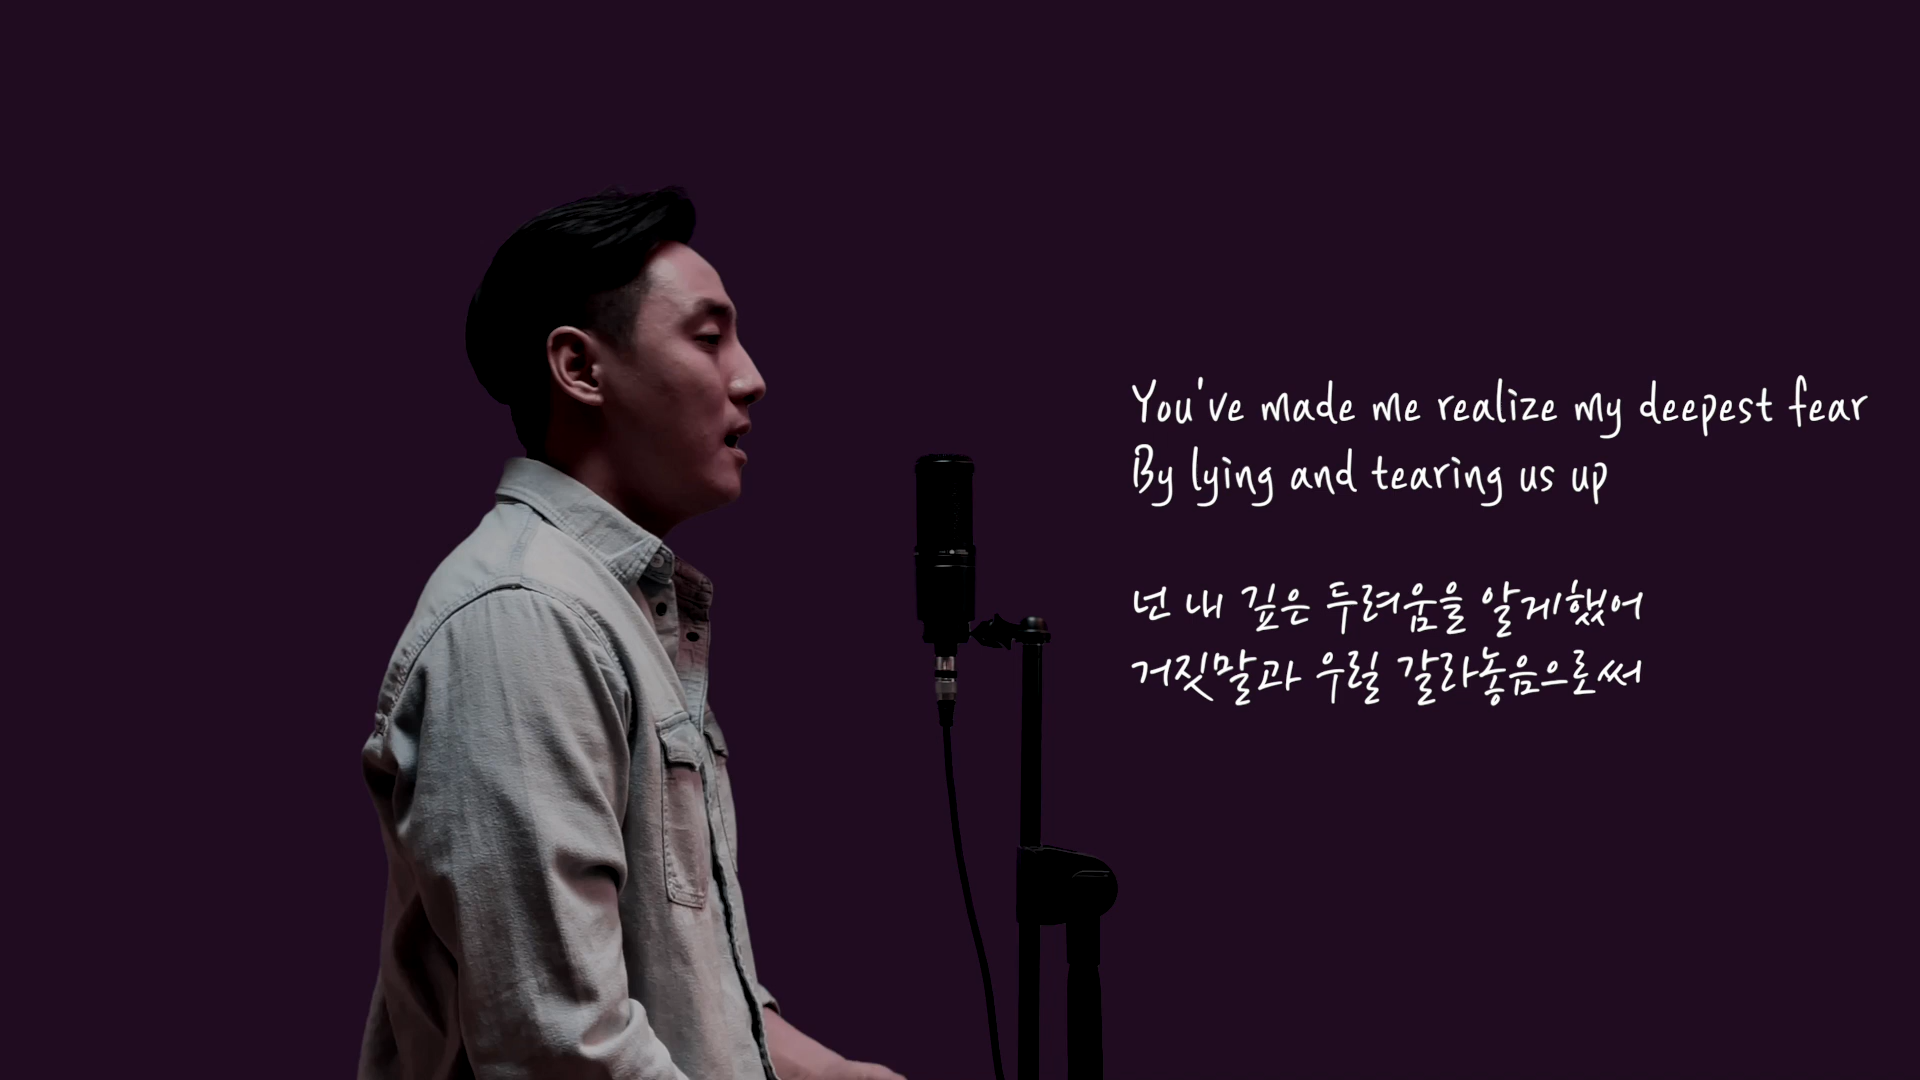 You've made me realize my deepest fear
By lying and tearing us up
넌 내 깊은 두려움을 알게했어
거짓말과 우릴 갈라놓음으로써